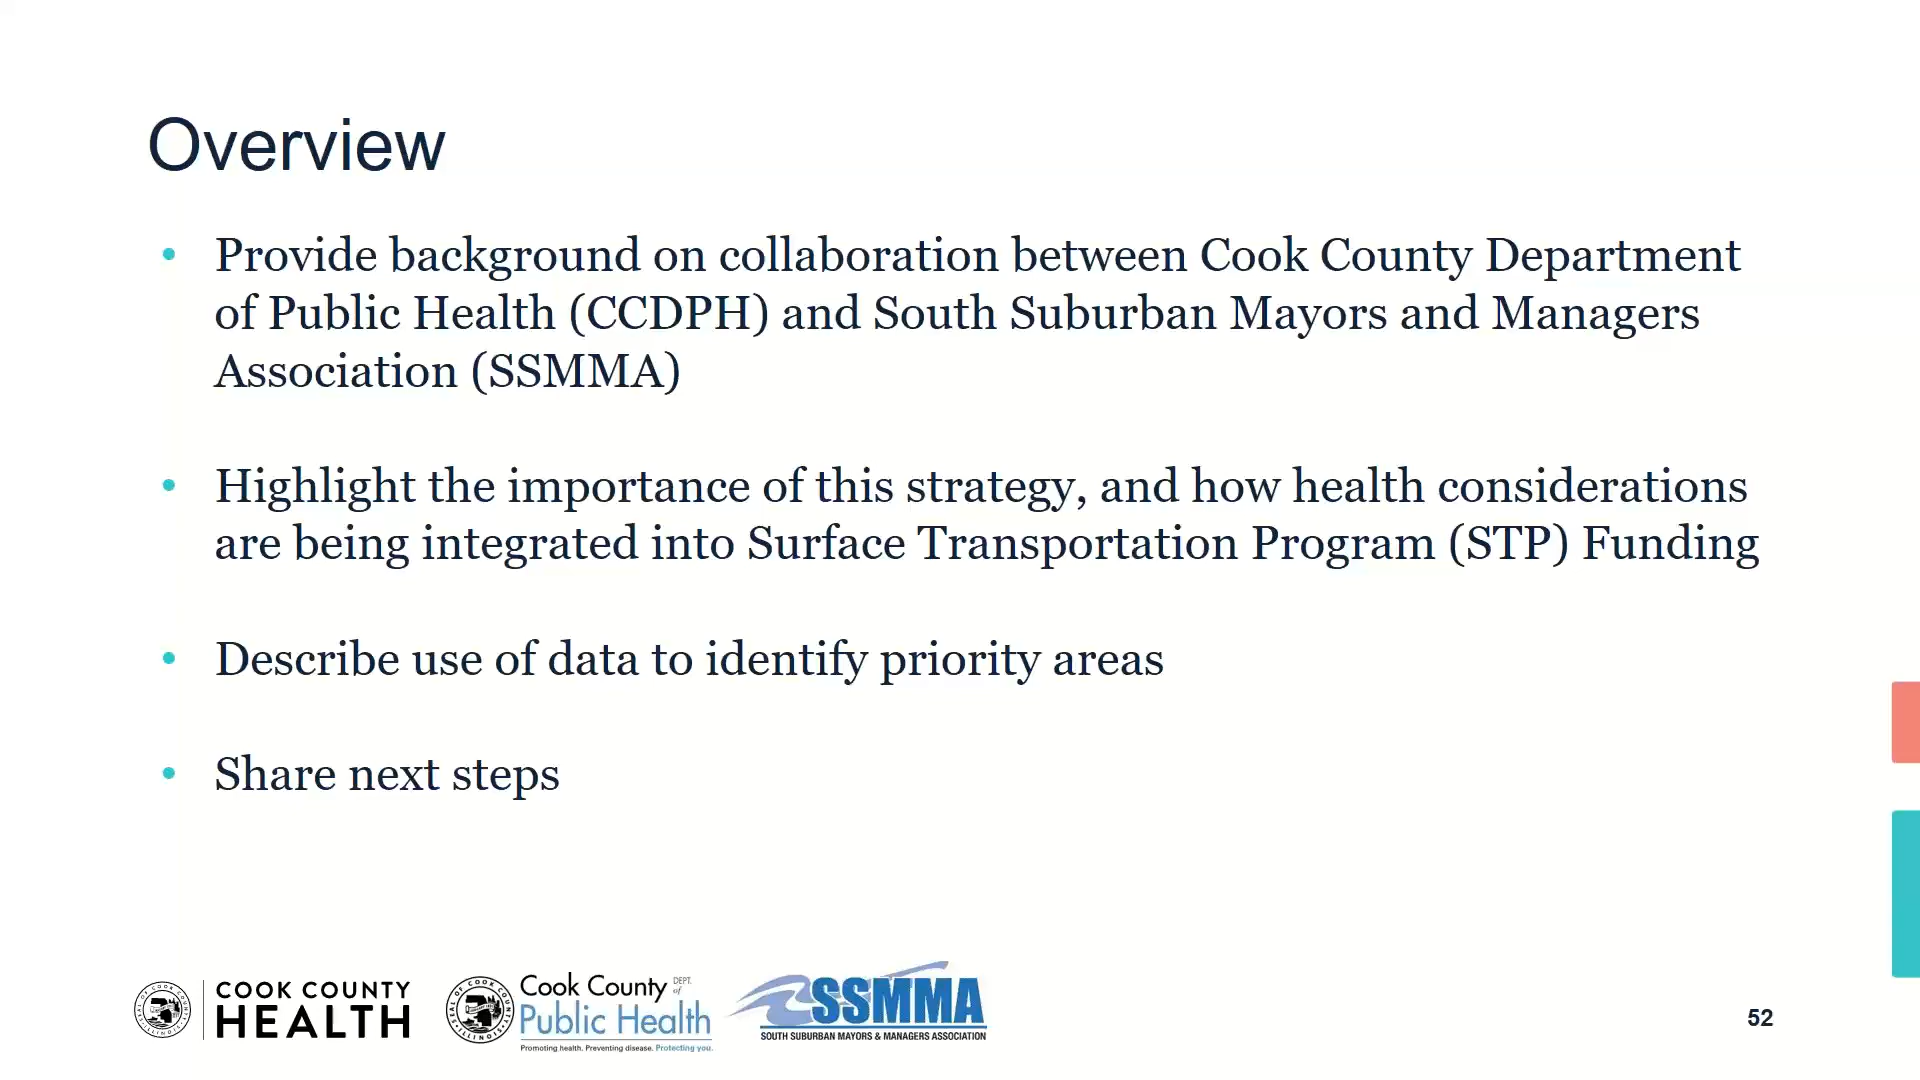 Overview
• Provide background on collaboration between Cook County Department
of Public Health (CCDPH) and South Suburban Mayors and Managers
Association (SSMMA)
• Highlight the importance of this strategy, and how health considerations
are being integrated into Surface Transportation Program (STP) Funding
• Describe use of data to identify priority areas
• Share next steps
COOK COUNTY
HEALTH
Cook County DEPT. of
Public Health
Promoting health. Preventing disease. Protecting you.
SSMMA
SOUTH SUBURBAN MAYORS & MANAGERS ASSOCIATION
52